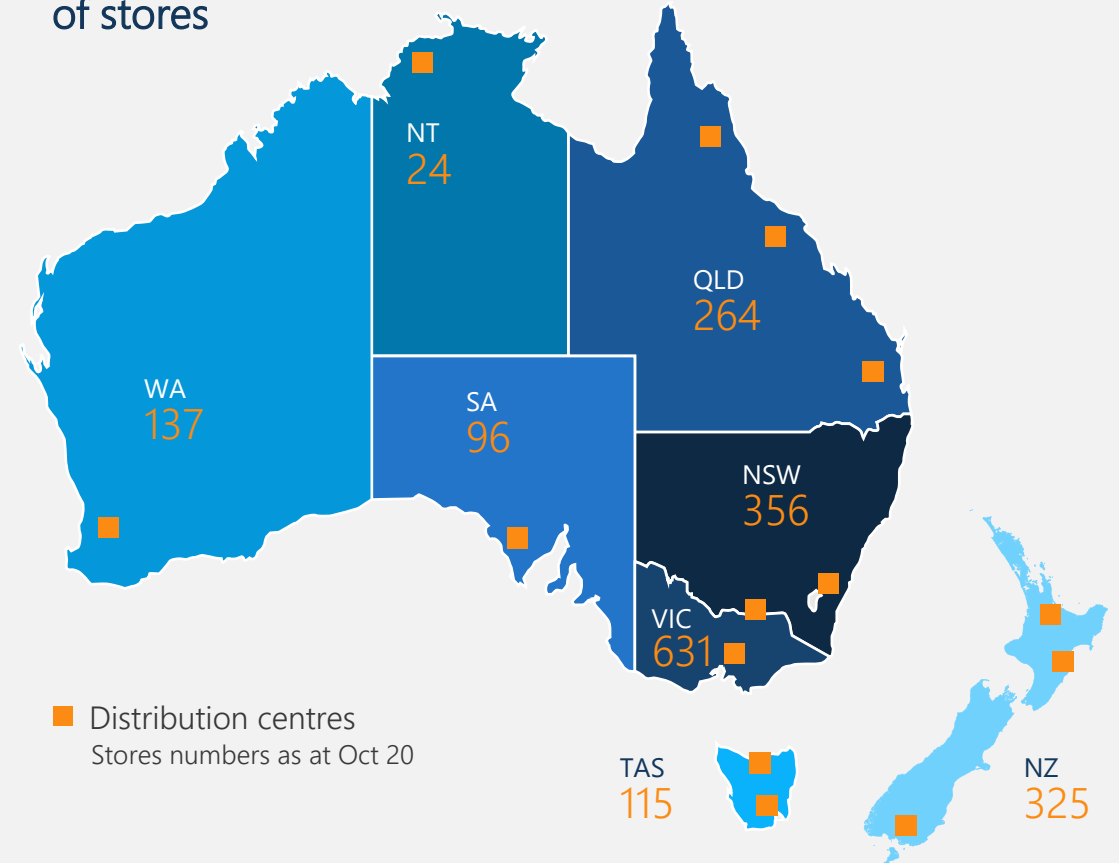 of stores
NT
24
QLD
264
WA
137
SA
96
NSW
356
VIC
631
Distribution centres
Stores numbers as at Oct 20
TAS
115
NZ
325